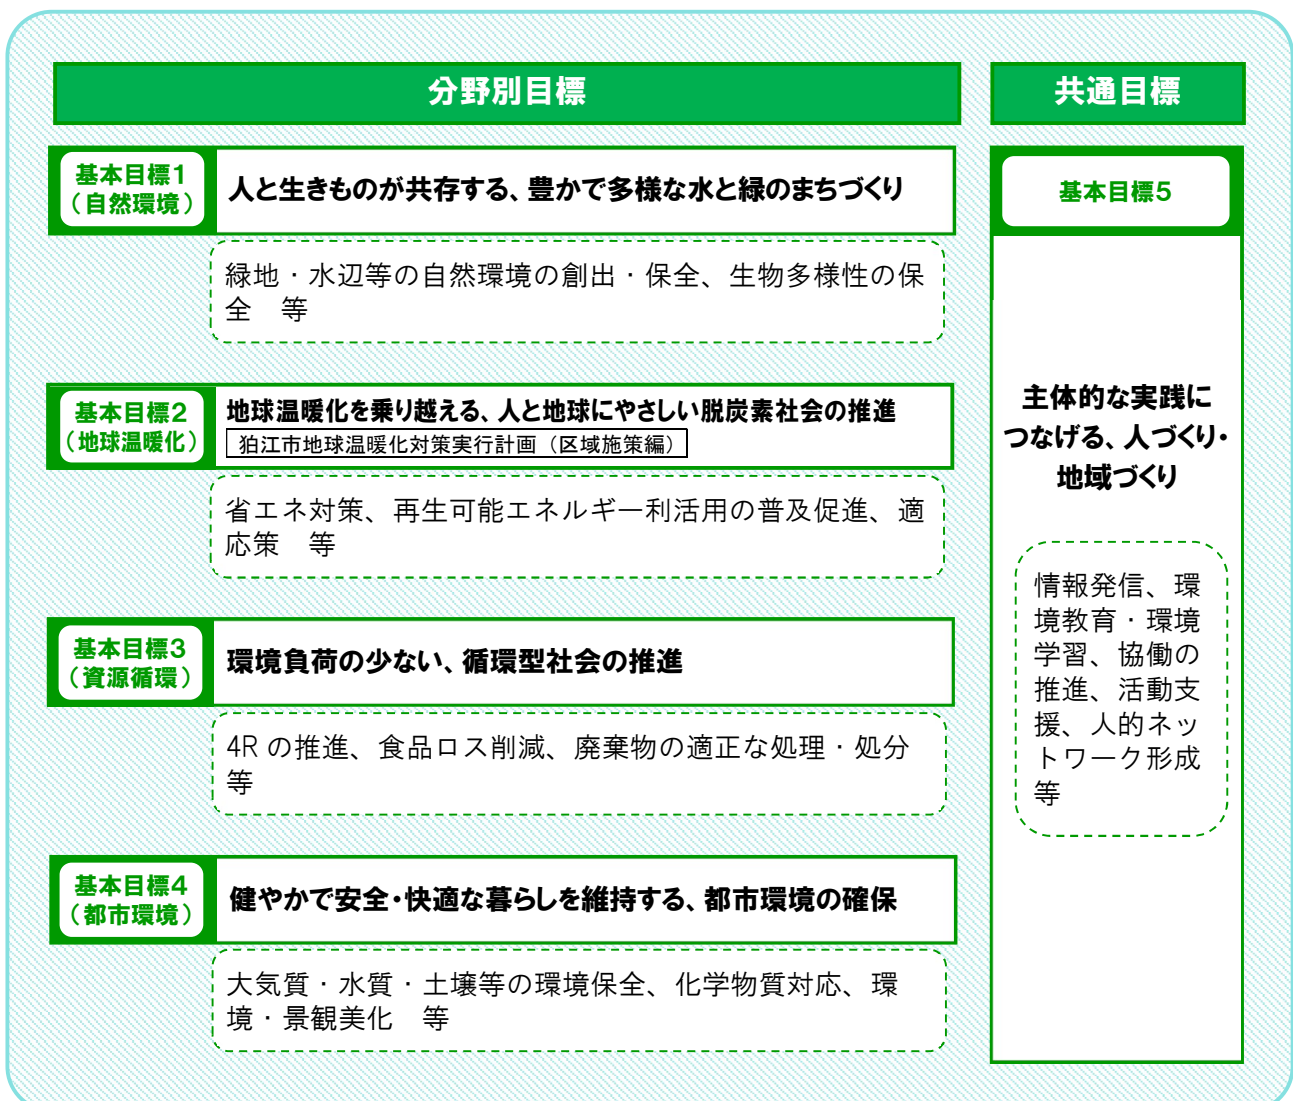 分野別目標
基本目標1
（自然環境）
人と生きものが共存する、豊かで多様な水と緑のまちづくり
緑地・水辺等の自然環境の創出・保全、生物多様性の保
全　等
基本目標2
（地球温暖化）
地球温暖化を乗り越える、人と地球にやさしい脱炭素社会の推進
狛江市地球温暖化対策実行計画（区域施策編）
省エネ対策、再生可能エネルギー利活用の普及促進、適
応策　等
基本目標3
（資源循環）
環境負荷の少ない、循環型社会の推進
4R の推進、食品ロス削減、廃棄物の適正な処理・処分
等
基本目標4
（都市環境）
健やかで安全・快適な暮らしを維持する、都市環境の確保
大気質・水質・土壌等の環境保全、化学物質対応、環
境・景観美化　等
共通目標
基本目標5
主体的な実践に
つなげる、人づくり・
地域づくり
情報発信、環
境教育・環境
学習、協働の
推進、活動支
援、人的ネッ
トワーク形成
等